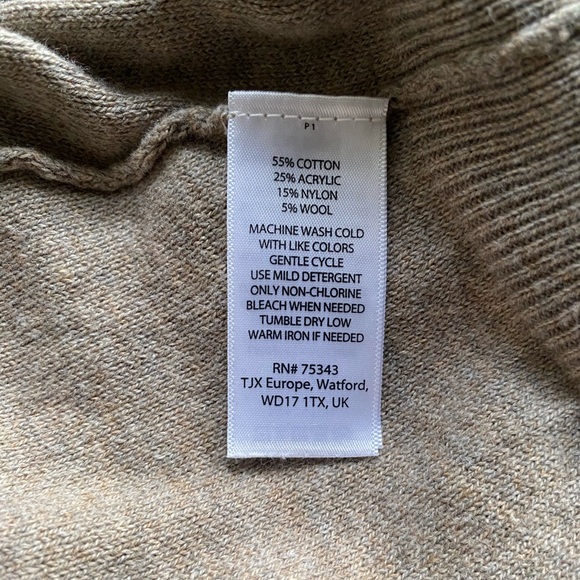 P1
55% COTTON
25% ACRYLIC
15% NYLON
5% WOOL
MACHINE WASH COLD
WITH LIKE COLORS
GENTLE CYCLE
USE MILD DETERGENT
ONLY NON-CHLORINE
BLEACH WHEN NEEDED
TUMBLE DRY LOW
WARM IRON IF NEEDED
RN# 75343
TJX Europe, Watford,
WD17 1TX, UK